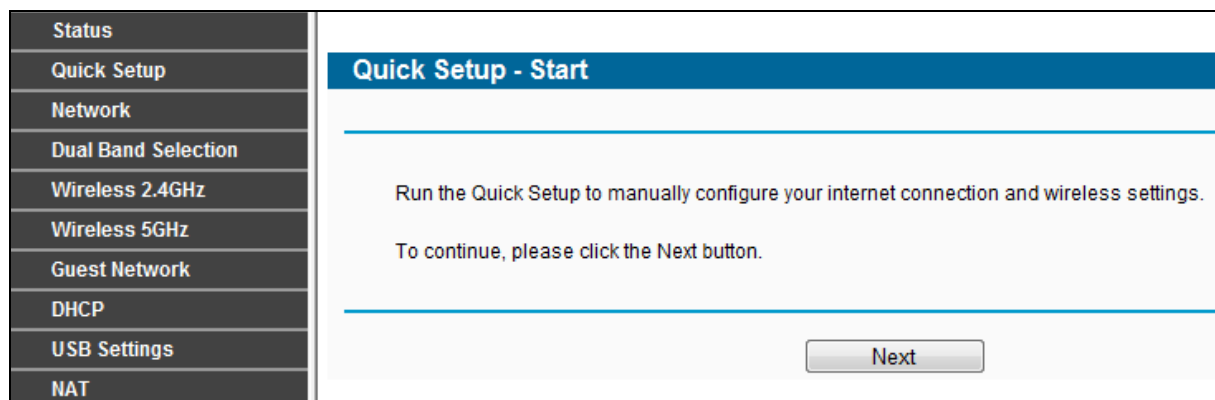 Status
Quick Setup
Network
Dual Band Selection
Wireless 2.4GHz
Wireless 5GHz
Guest Network
DHCP
USB Settings
NAT
Quick Setup - Start
Run the Quick Setup to manually configure your internet connection and wireless settings.
To continue, please click the Next button.
Next